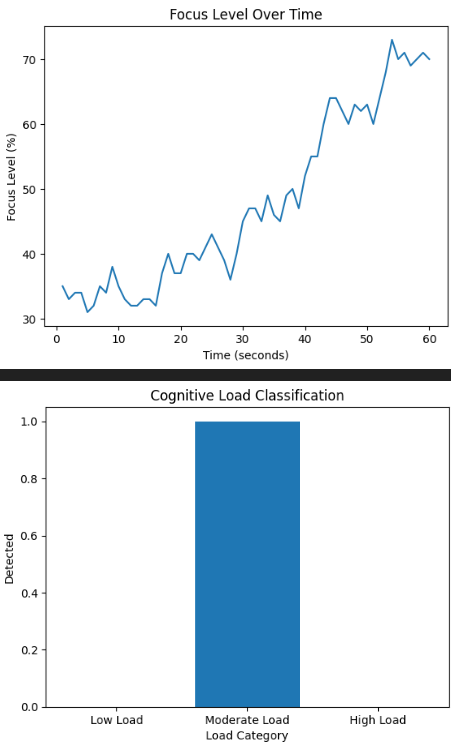 Focus Level Over Time
70
60
50
40
30
Focus Level (%)
0 10 20 30 40 50 60
Time (seconds)
Cognitive Load Classification
1.0
0.8
0.6
0.4
0.2
0.0
Detected
Low Load Moderate Load High Load
Load Category